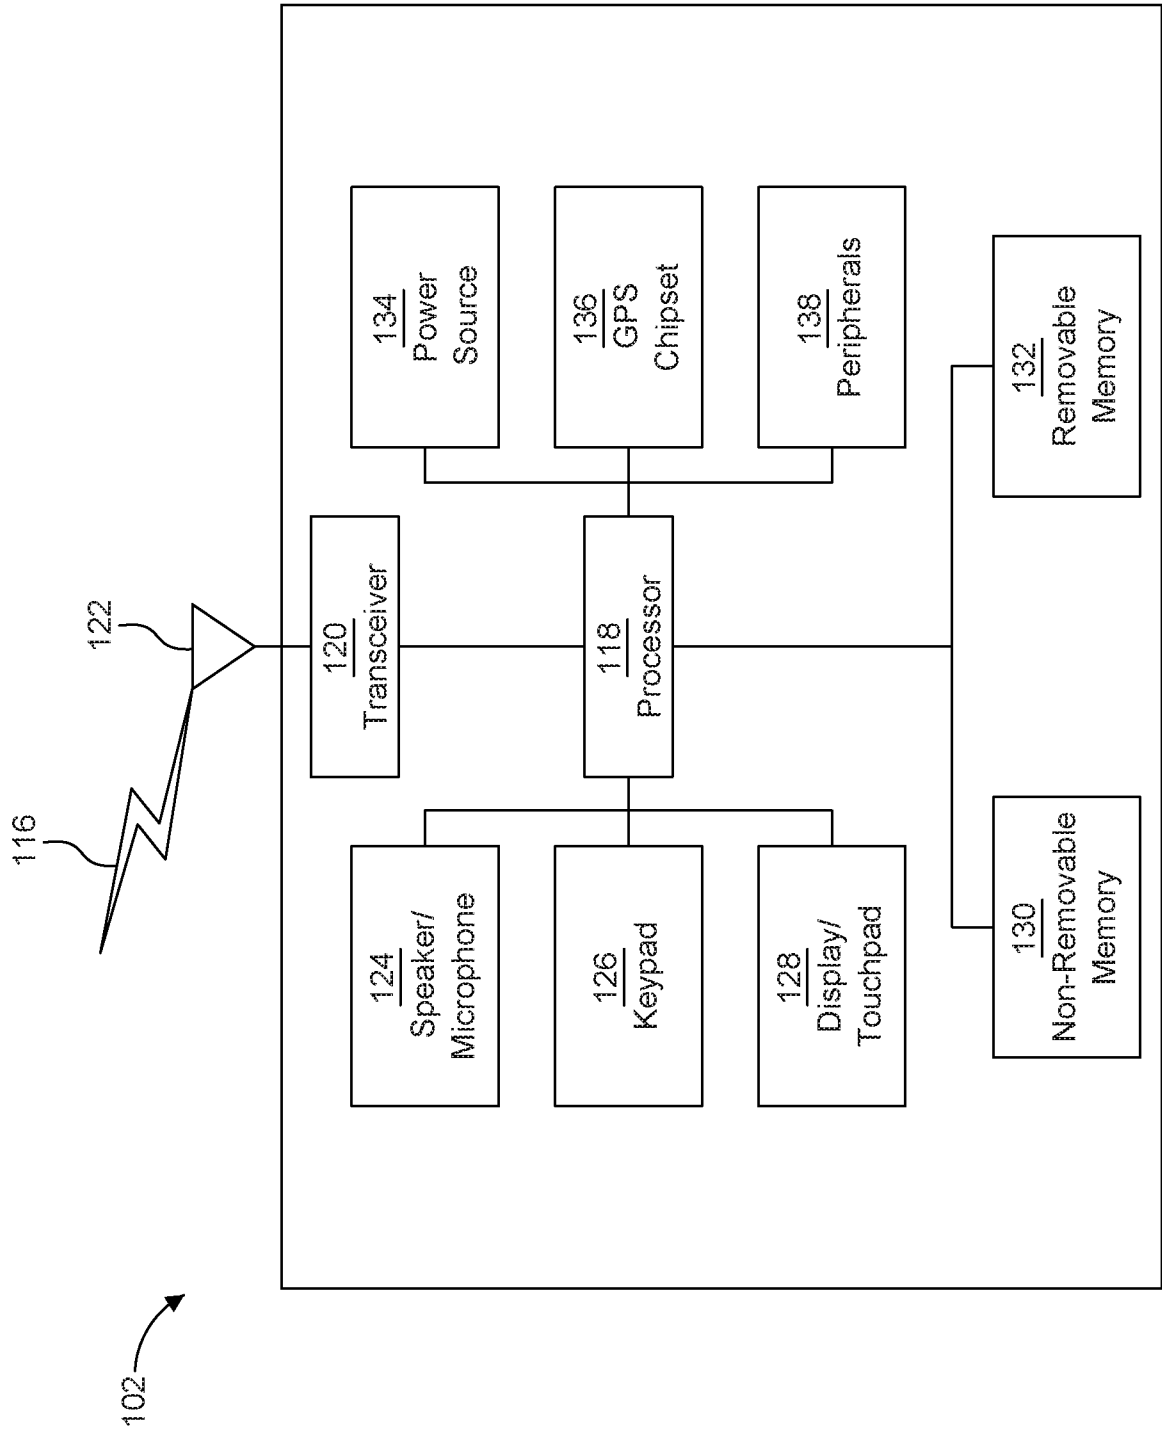 102
116
122
120
Transceiver
124
Speaker/
Microphone
126
Keypad
128
Display/
Touchpad
118
Processor
134
Power
Source
136
GPS
Chipset
138
Peripherals
130
Non-Removable
Memory
132
Removable
Memory